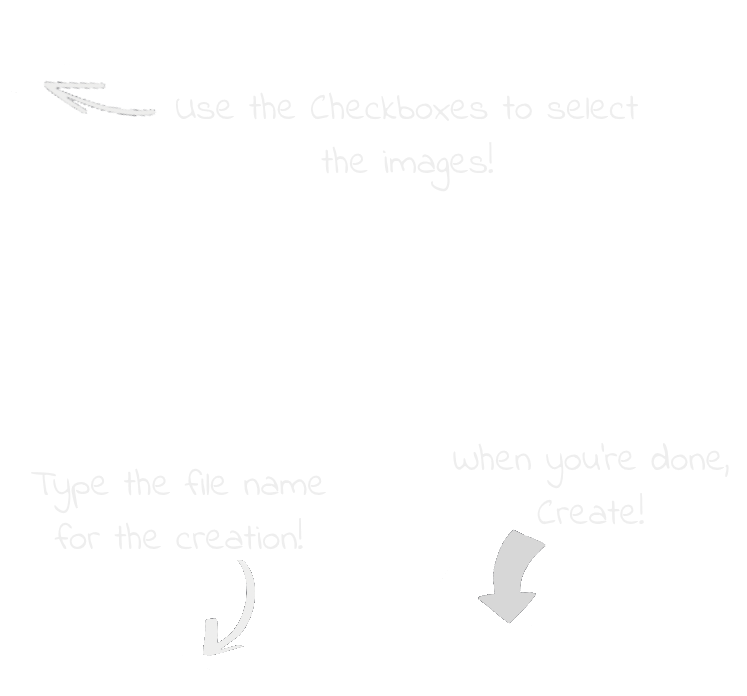 Use the Checkboxes to select
the images!
Type the file name
for the creation!
When you're done,
Create!